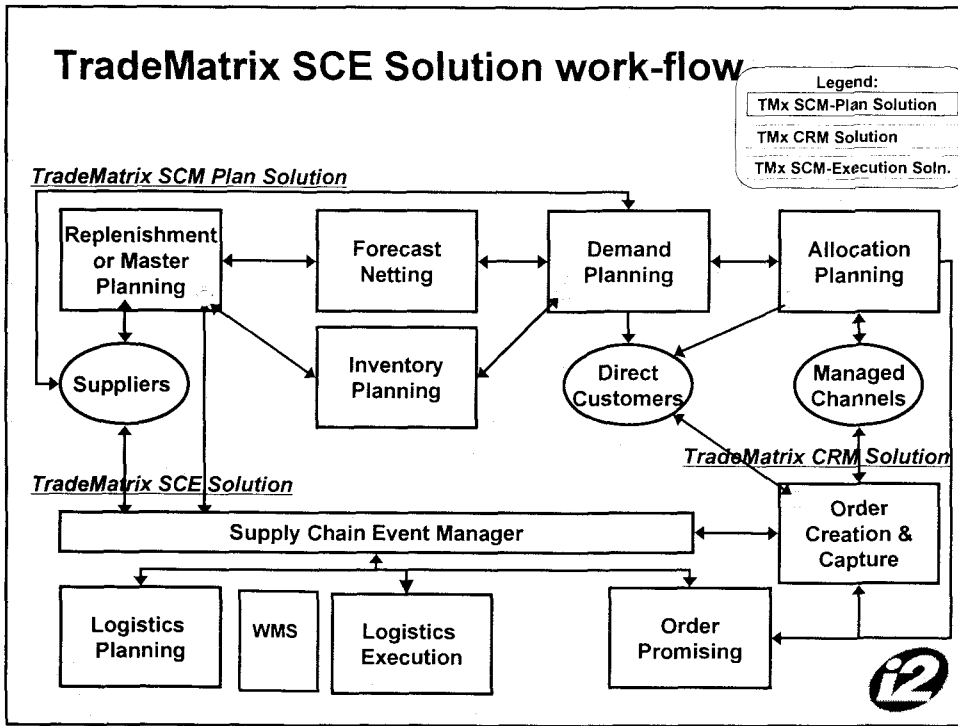 TradeMatrix SCE Solution work-flow
Legend:
TMx SCM-Plan Solution
TMx CRM Solution
TMx SCM-Execution Soln.
TradeMatrix SCM Plan Solution
Replenishment
or Master
Planning
Forecast
Netting
Demand
Planning
Allocation
Planning
Inventory
Planning
Suppliers
Direct
Customers
Managed
Channels
TradeMatrix CRM Solution
TradeMatrix SCE Solution
Supply Chain Event Manager
Order
Creation &
Capture
Logistics
Planning
WMS
Logistics
Execution
Order
Promising
i2